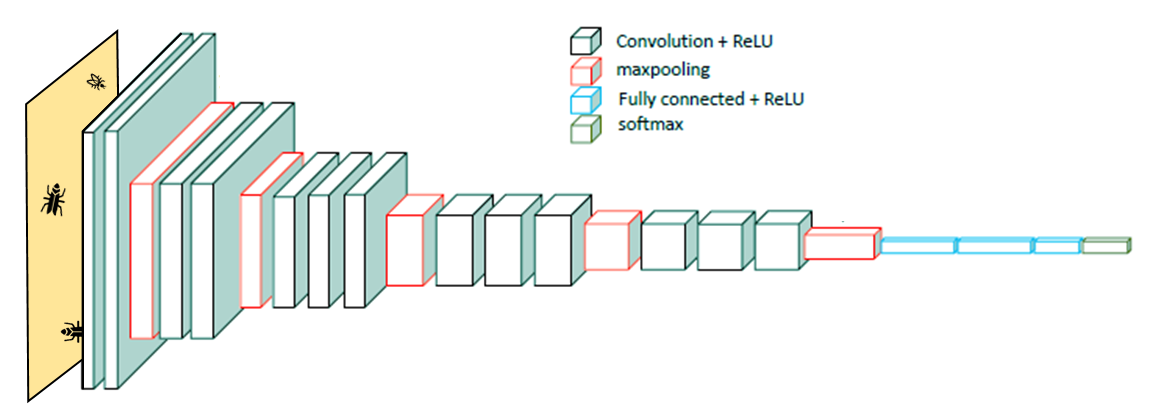 Convolution + ReLU
maxpooling
Fully connected + ReLU
softmax